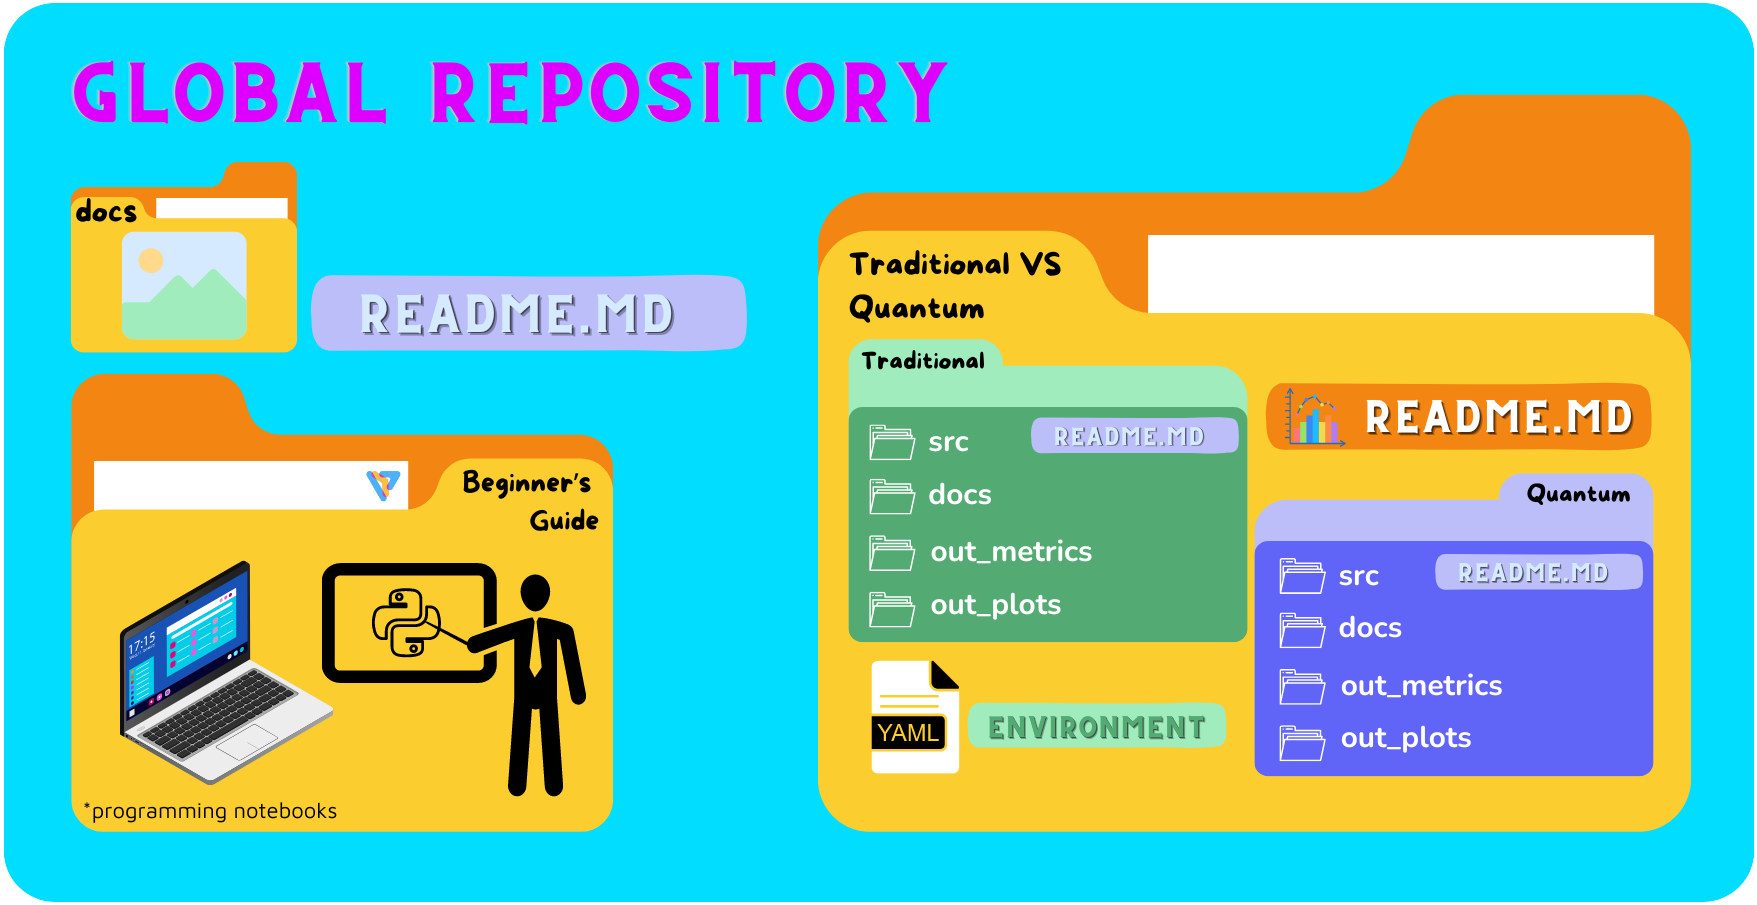 GLOBAL REPOSITORY
docs
README.MD
Beginner's
Guide
17:15
*programming notebooks
Traditional VS
Quantum
Traditional
README.MD
src
docs
out_metrics
out_plots
README.MD
Quantum
README.MD
src
docs
out_metrics
out_plots
YAML
ENVIRONMENT